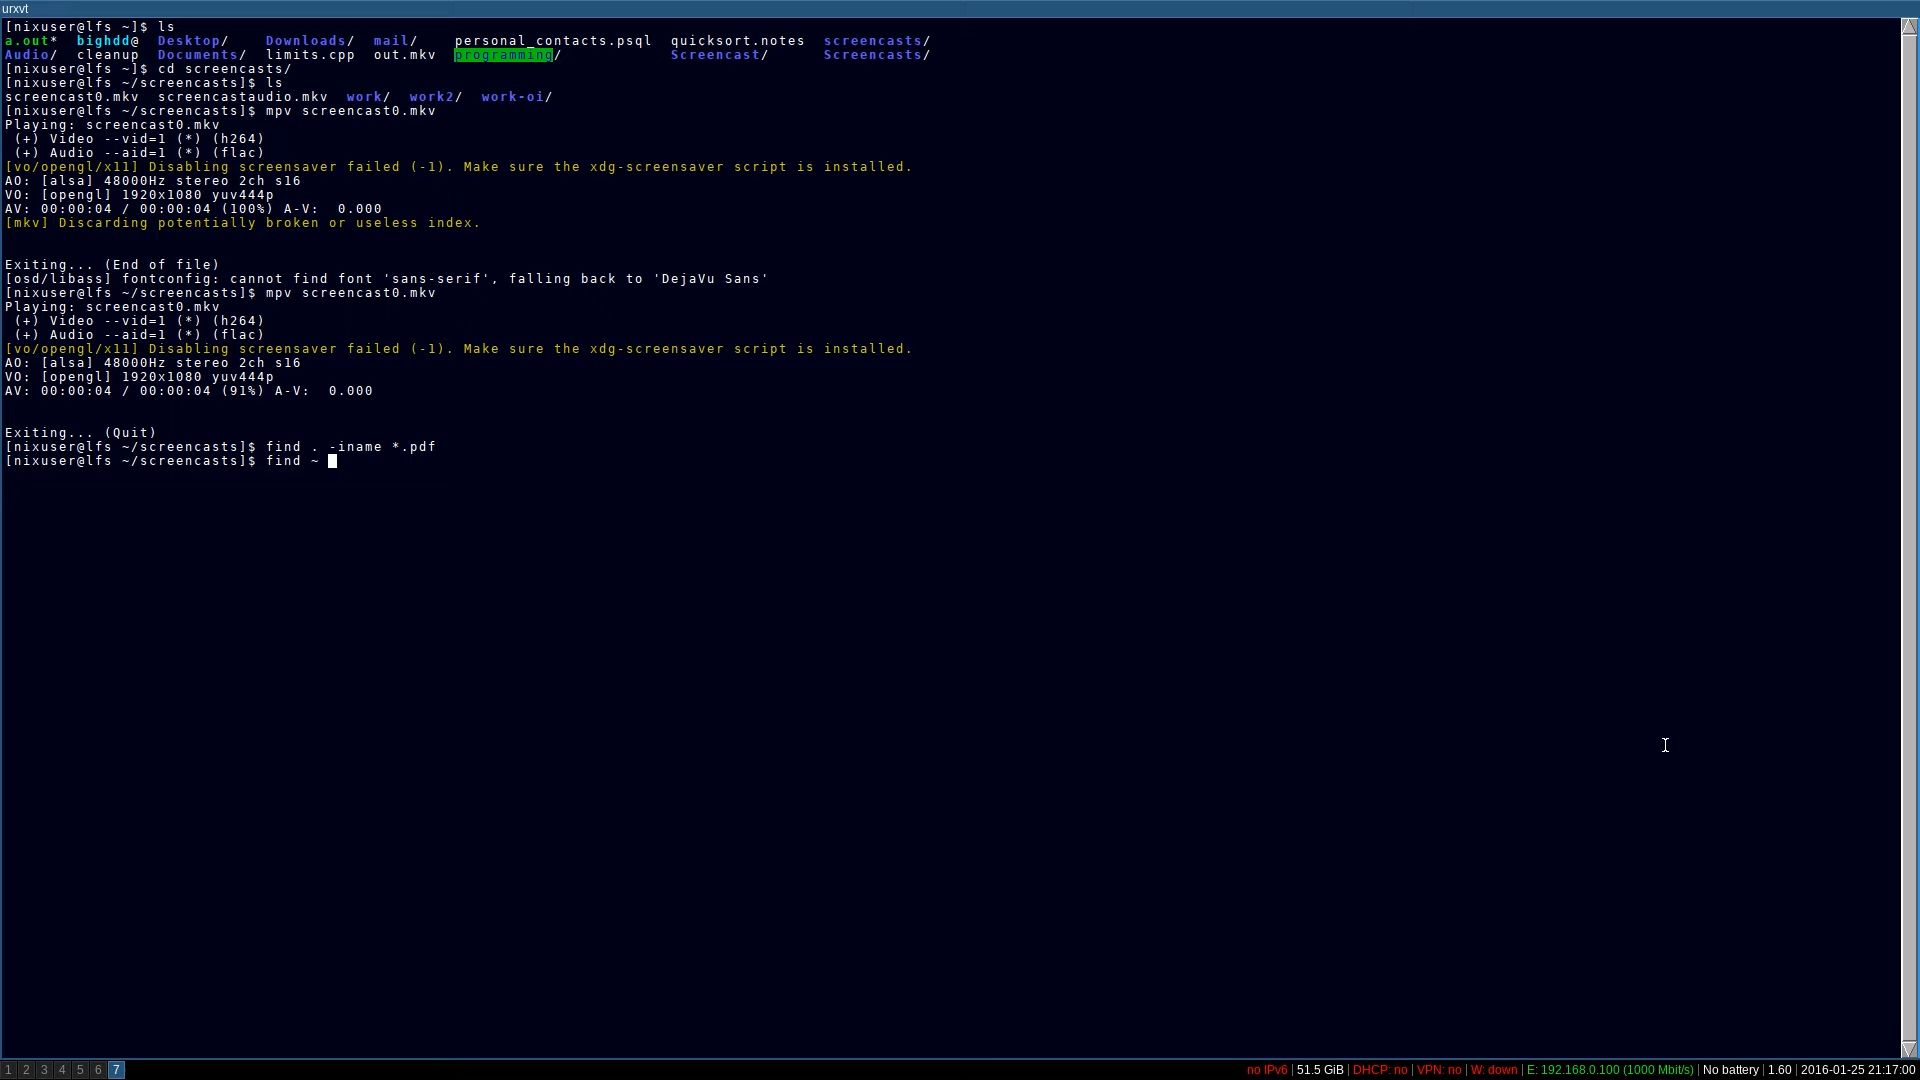 urxvt
[nixuser@lfs ~]$ ls
a.out*  bighdd@  Desktop/    Downloads/  mail/    personal_contacts.psql  quicksort.notes  screencasts/
Audio/  cleanup  Documents/  limits.cpp  out.mkv  programming/            Screencast/      Screencasts/
[nixuser@lfs ~]$ cd screencasts/
[nixuser@lfs ~/screencasts]$ ls
screencast0.mkv  screencastaudio.mkv  work/  work2/  work-oi/
[nixuser@lfs ~/screencasts]$ mpv screencast0.mkv
Playing: screencast0.mkv
 (+) Video --vid=1 (*) (h264)
 (+) Audio --aid=1 (*) (flac)
[vo/opengl/x11] Disabling screensaver failed (-1). Make sure the xdg-screensaver script is installed.
AO: [alsa] 48000Hz stereo 2ch s16
VO: [opengl] 1920x1080 yuv444p
AV: 00:00:04 / 00:00:04 (100%) A-V:  0.000
[mkv] Discarding potentially broken or useless index.
Exiting... (End of file)
[osd/libass] fontconfig: cannot find font 'sans-serif', falling back to 'DejaVu Sans'
[nixuser@lfs ~/screencasts]$ mpv screencast0.mkv
Playing: screencast0.mkv
 (+) Video --vid=1 (*) (h264)
 (+) Audio --aid=1 (*) (flac)
[vo/opengl/x11] Disabling screensaver failed (-1). Make sure the xdg-screensaver script is installed.
AO: [alsa] 48000Hz stereo 2ch s16
VO: [opengl] 1920x1080 yuv444p
AV: 00:00:04 / 00:00:04 (91%) A-V:  0.000
Exiting... (Quit)
[nixuser@lfs ~/screencasts]$ find . -iname *.pdf
[nixuser@lfs ~/screencasts]$ find ~
1 2 3 4 5 6 7 no IPv6 | 51.5 GiB | DHCP: no | VPN: no | W: down | E: 192.168.0.100 (1000 Mbit/s) | No battery | 1.60 | 2016-01-25 21:17:00